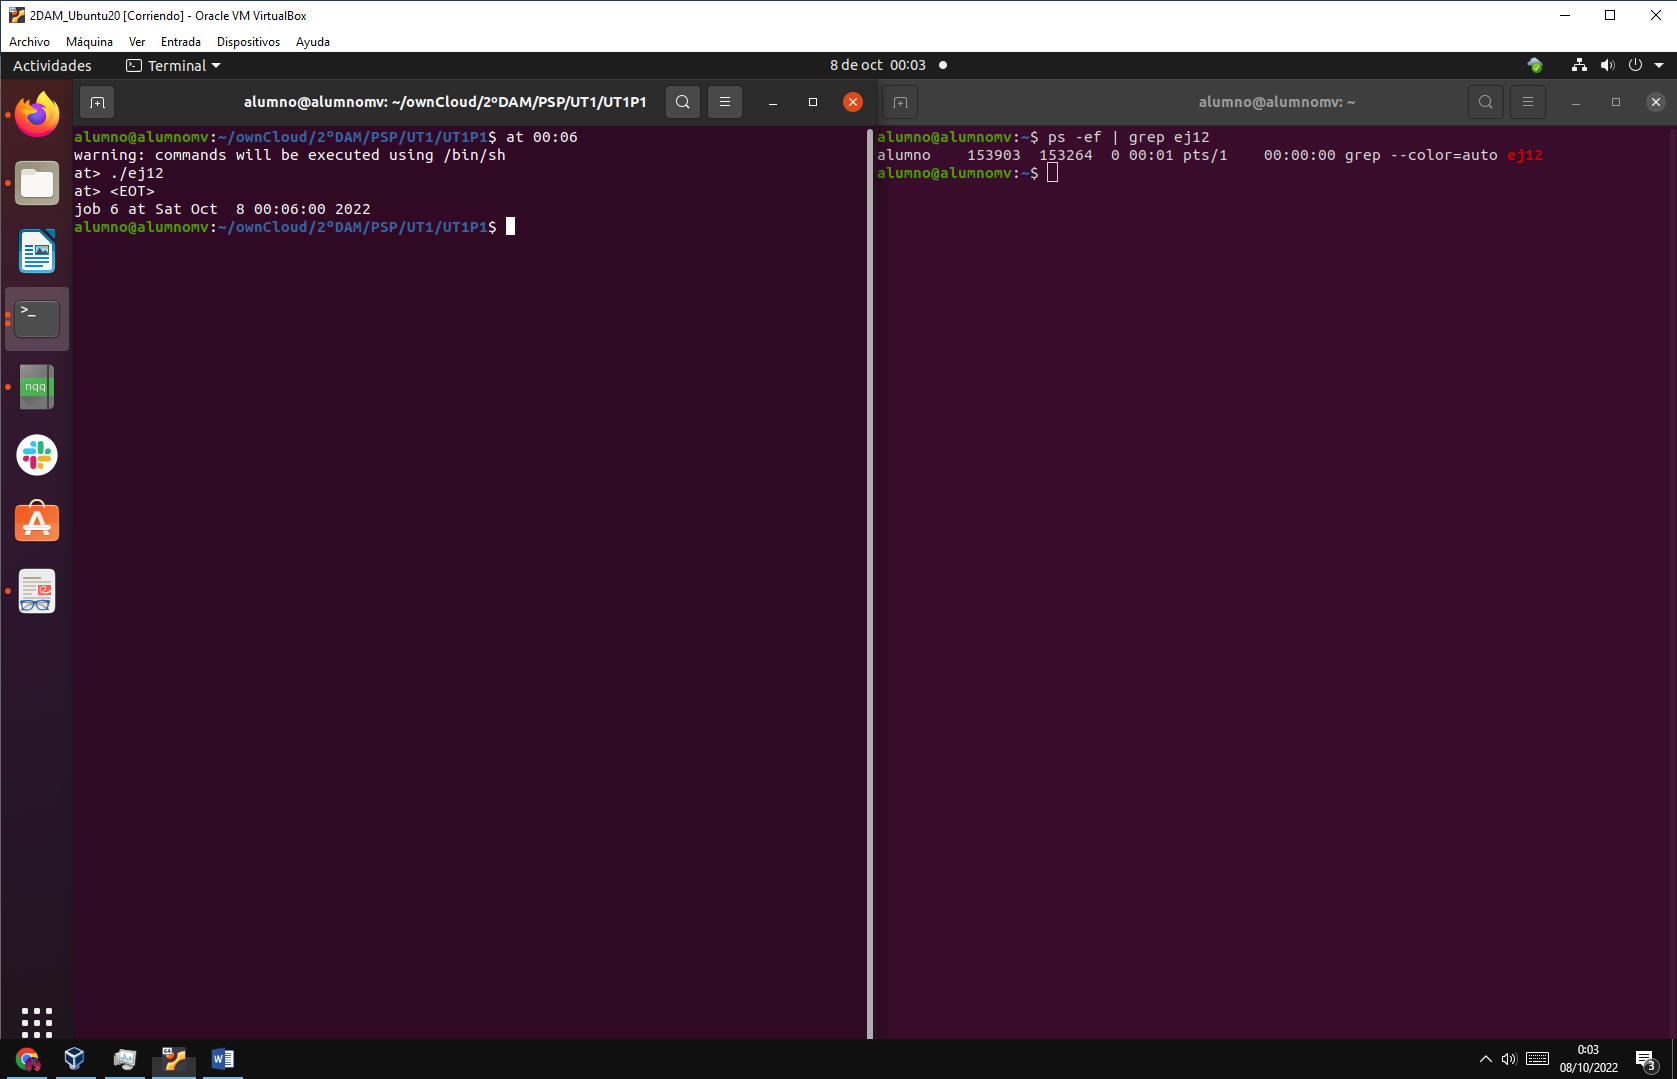 2DAM_Ubuntu20 [Corriendo] - Oracle VM VirtualBox
Archivo Máquina Ver Entrada Dispositivos Ayuda
Actividades Terminal 8 de oct 00:03
alumno@alumnomv: ~/ownCloud/2ºDAM/PSP/UT1/UT1P1
alumno@alumnomv:~/ownCloud/2ºDAM/PSP/UT1/UT1P1$ at 00:06
warning: commands will be executed using /bin/sh
at> ./ej12
at> <EOT>
job 6 at Sat Oct  8 00:06:00 2022
alumno@alumnomv:~/ownCloud/2ºDAM/PSP/UT1/UT1P1$
alumno@alumnomv: ~
alumno@alumnomv:~$ ps -ef | grep ej12
alumno    153903  153264  0 00:01 pts/1    00:00:00 grep --color=auto ej12
alumno@alumnomv:~$
>_
nqq
W
0:03
08/10/2022
3